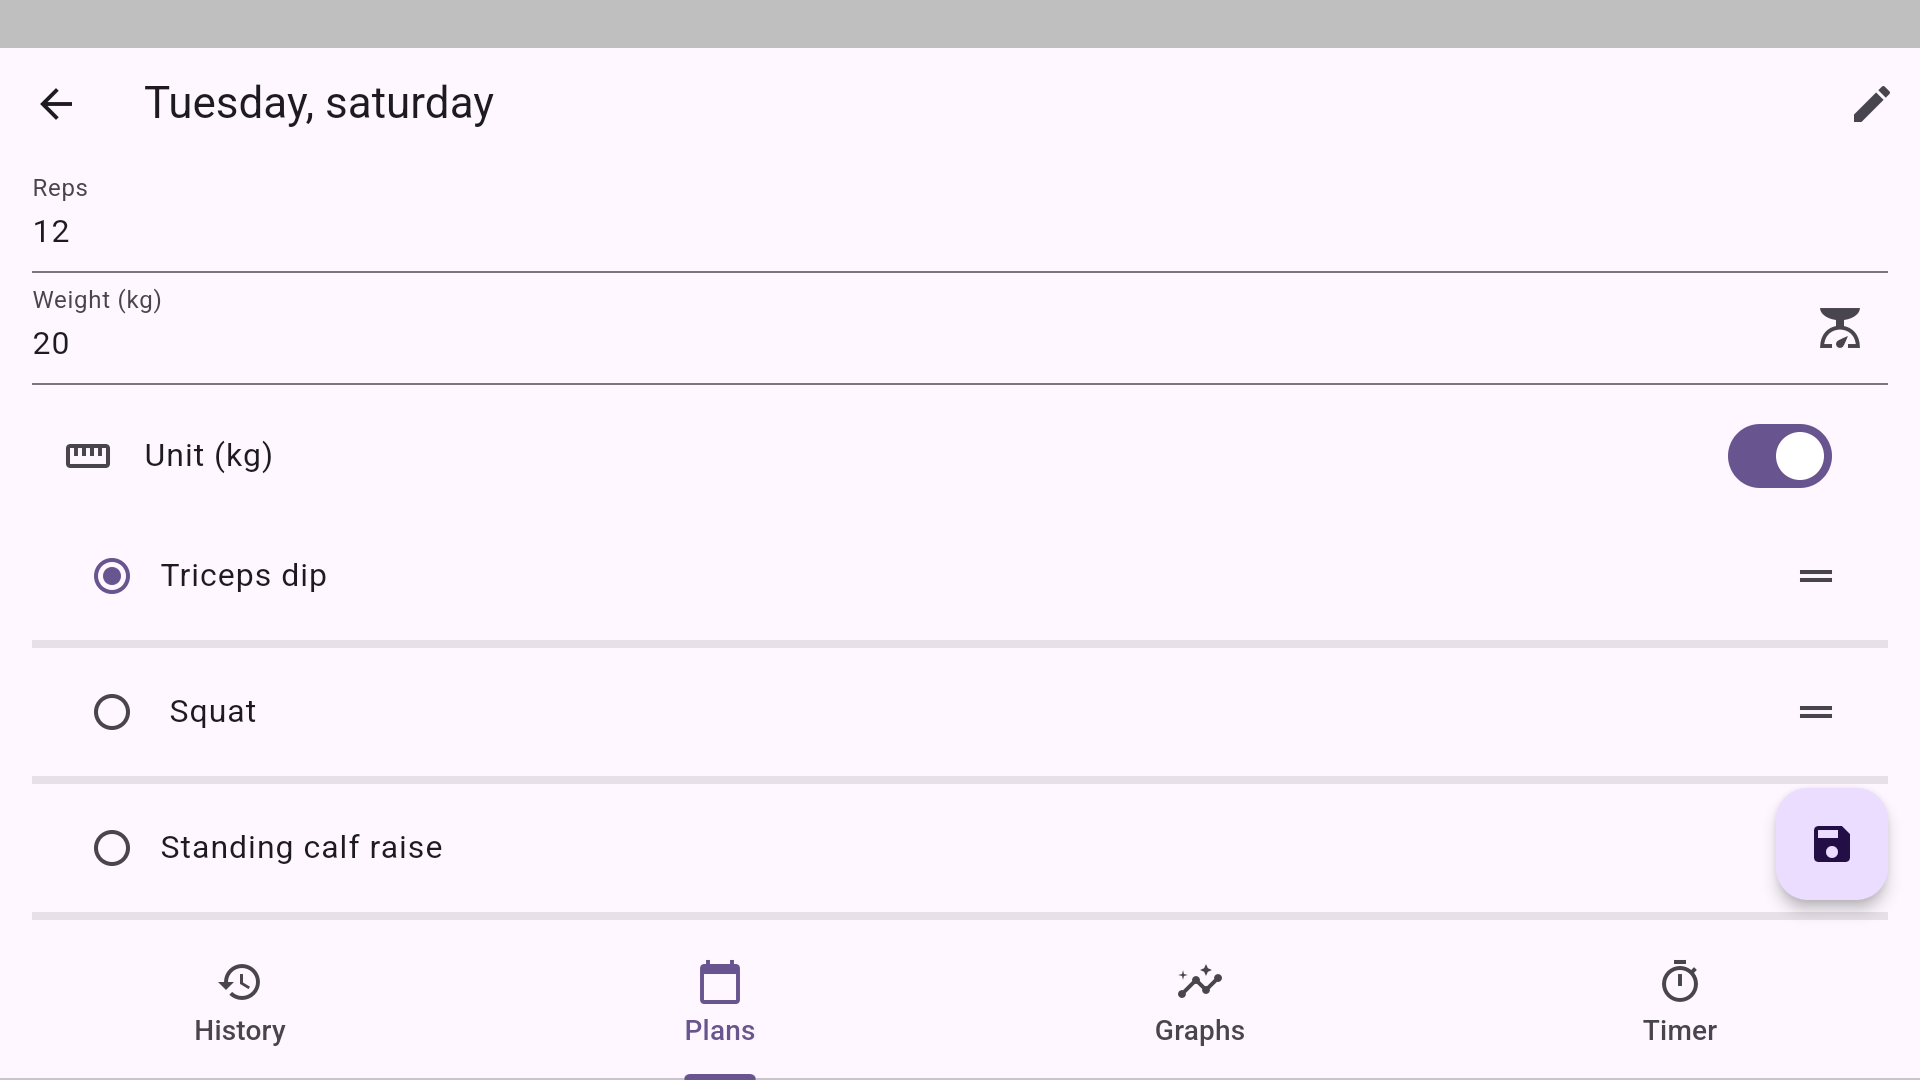 Tuesday, saturday
Reps
12
Weight (kg)
20
Unit (kg)
Triceps dip
Squat
Standing calf raise
History
Plans
Graphs
Timer